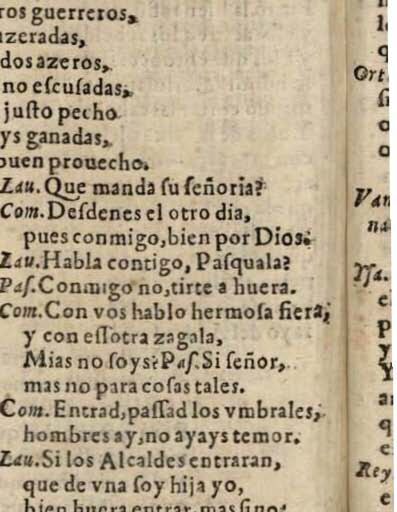 ros guerreros,
azeradas,
dos azeros,
no escusadas,
justo pecho
ys ganadas,
buen prouecho.
Lau. Que manda su señoria?
Com. Desdenes el otro dia,
pues conmigo, bien por Dios:
Lau. Habla contigo, Pasquala?
Pas. Conmigo no, tirte a huera.
Com. Con vos hablo hermosa fiera,
y con essotra zagala,
Mias no soys? Pas. Si señor,
mas no para cosas tales.
Com. Entrad, passad los vmbrales,
hombres ay, no ayays temor.
Lau. Si los Alcaldes entraran,
que de vna soy hija yo,
bien huera entrar, mas sino:
Ort
Van
na
Ysa.
Rey